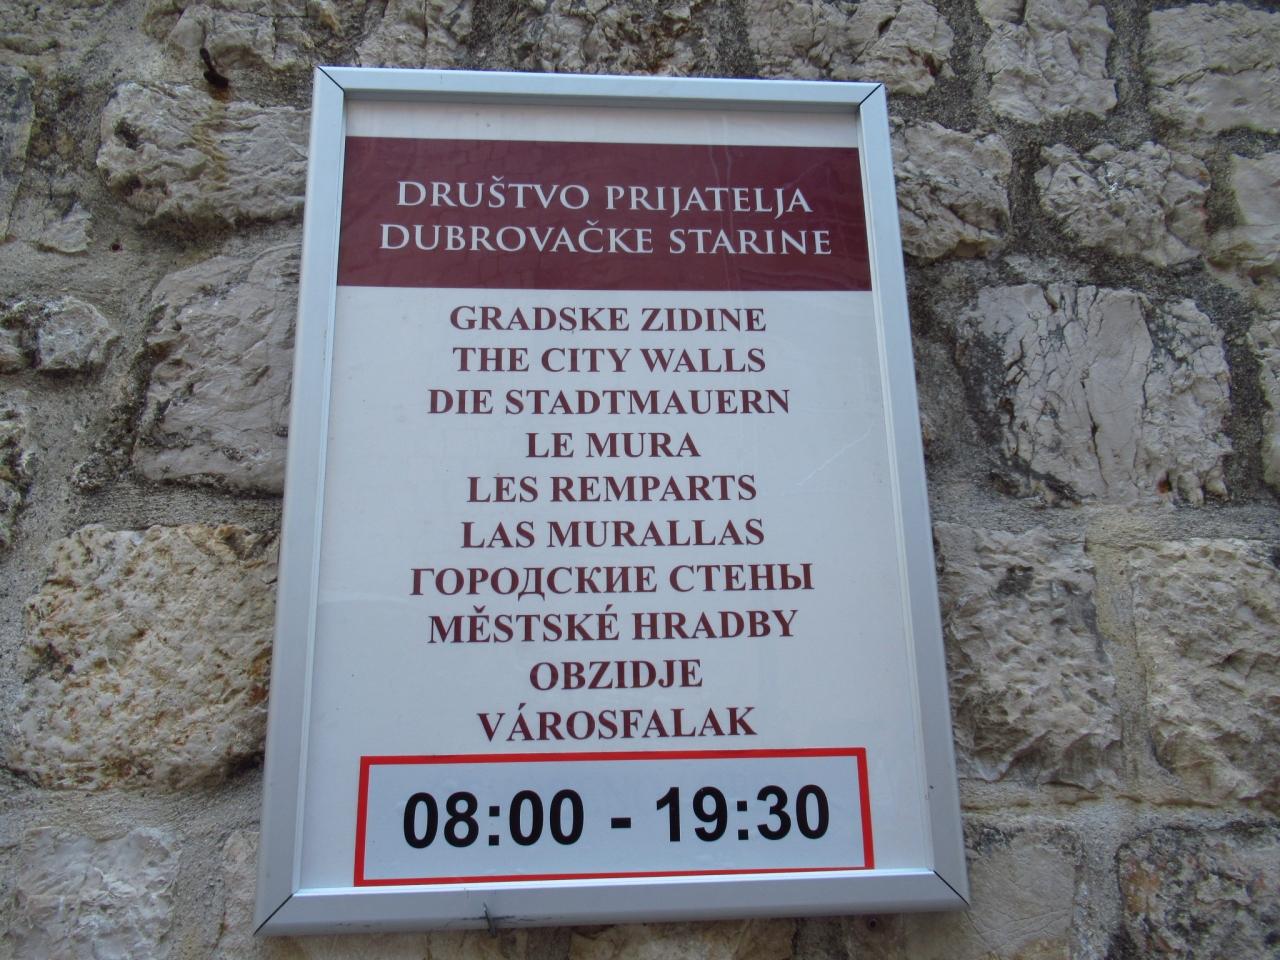 DRUŠTVO PRIJATELJA
DUBROVAČKE STARINE
GRADSKE ZIDINE
THE CITY WALLS
DIE STADTMAUERN
LE MURA
LES REMPARTS
LAS MURALLAS
ГОРОДСКИЕ СТЕНЫ
MĚSTSKÉ HRADBY
OBZIDJE
VÁROSFALAK
08:00 - 19:30